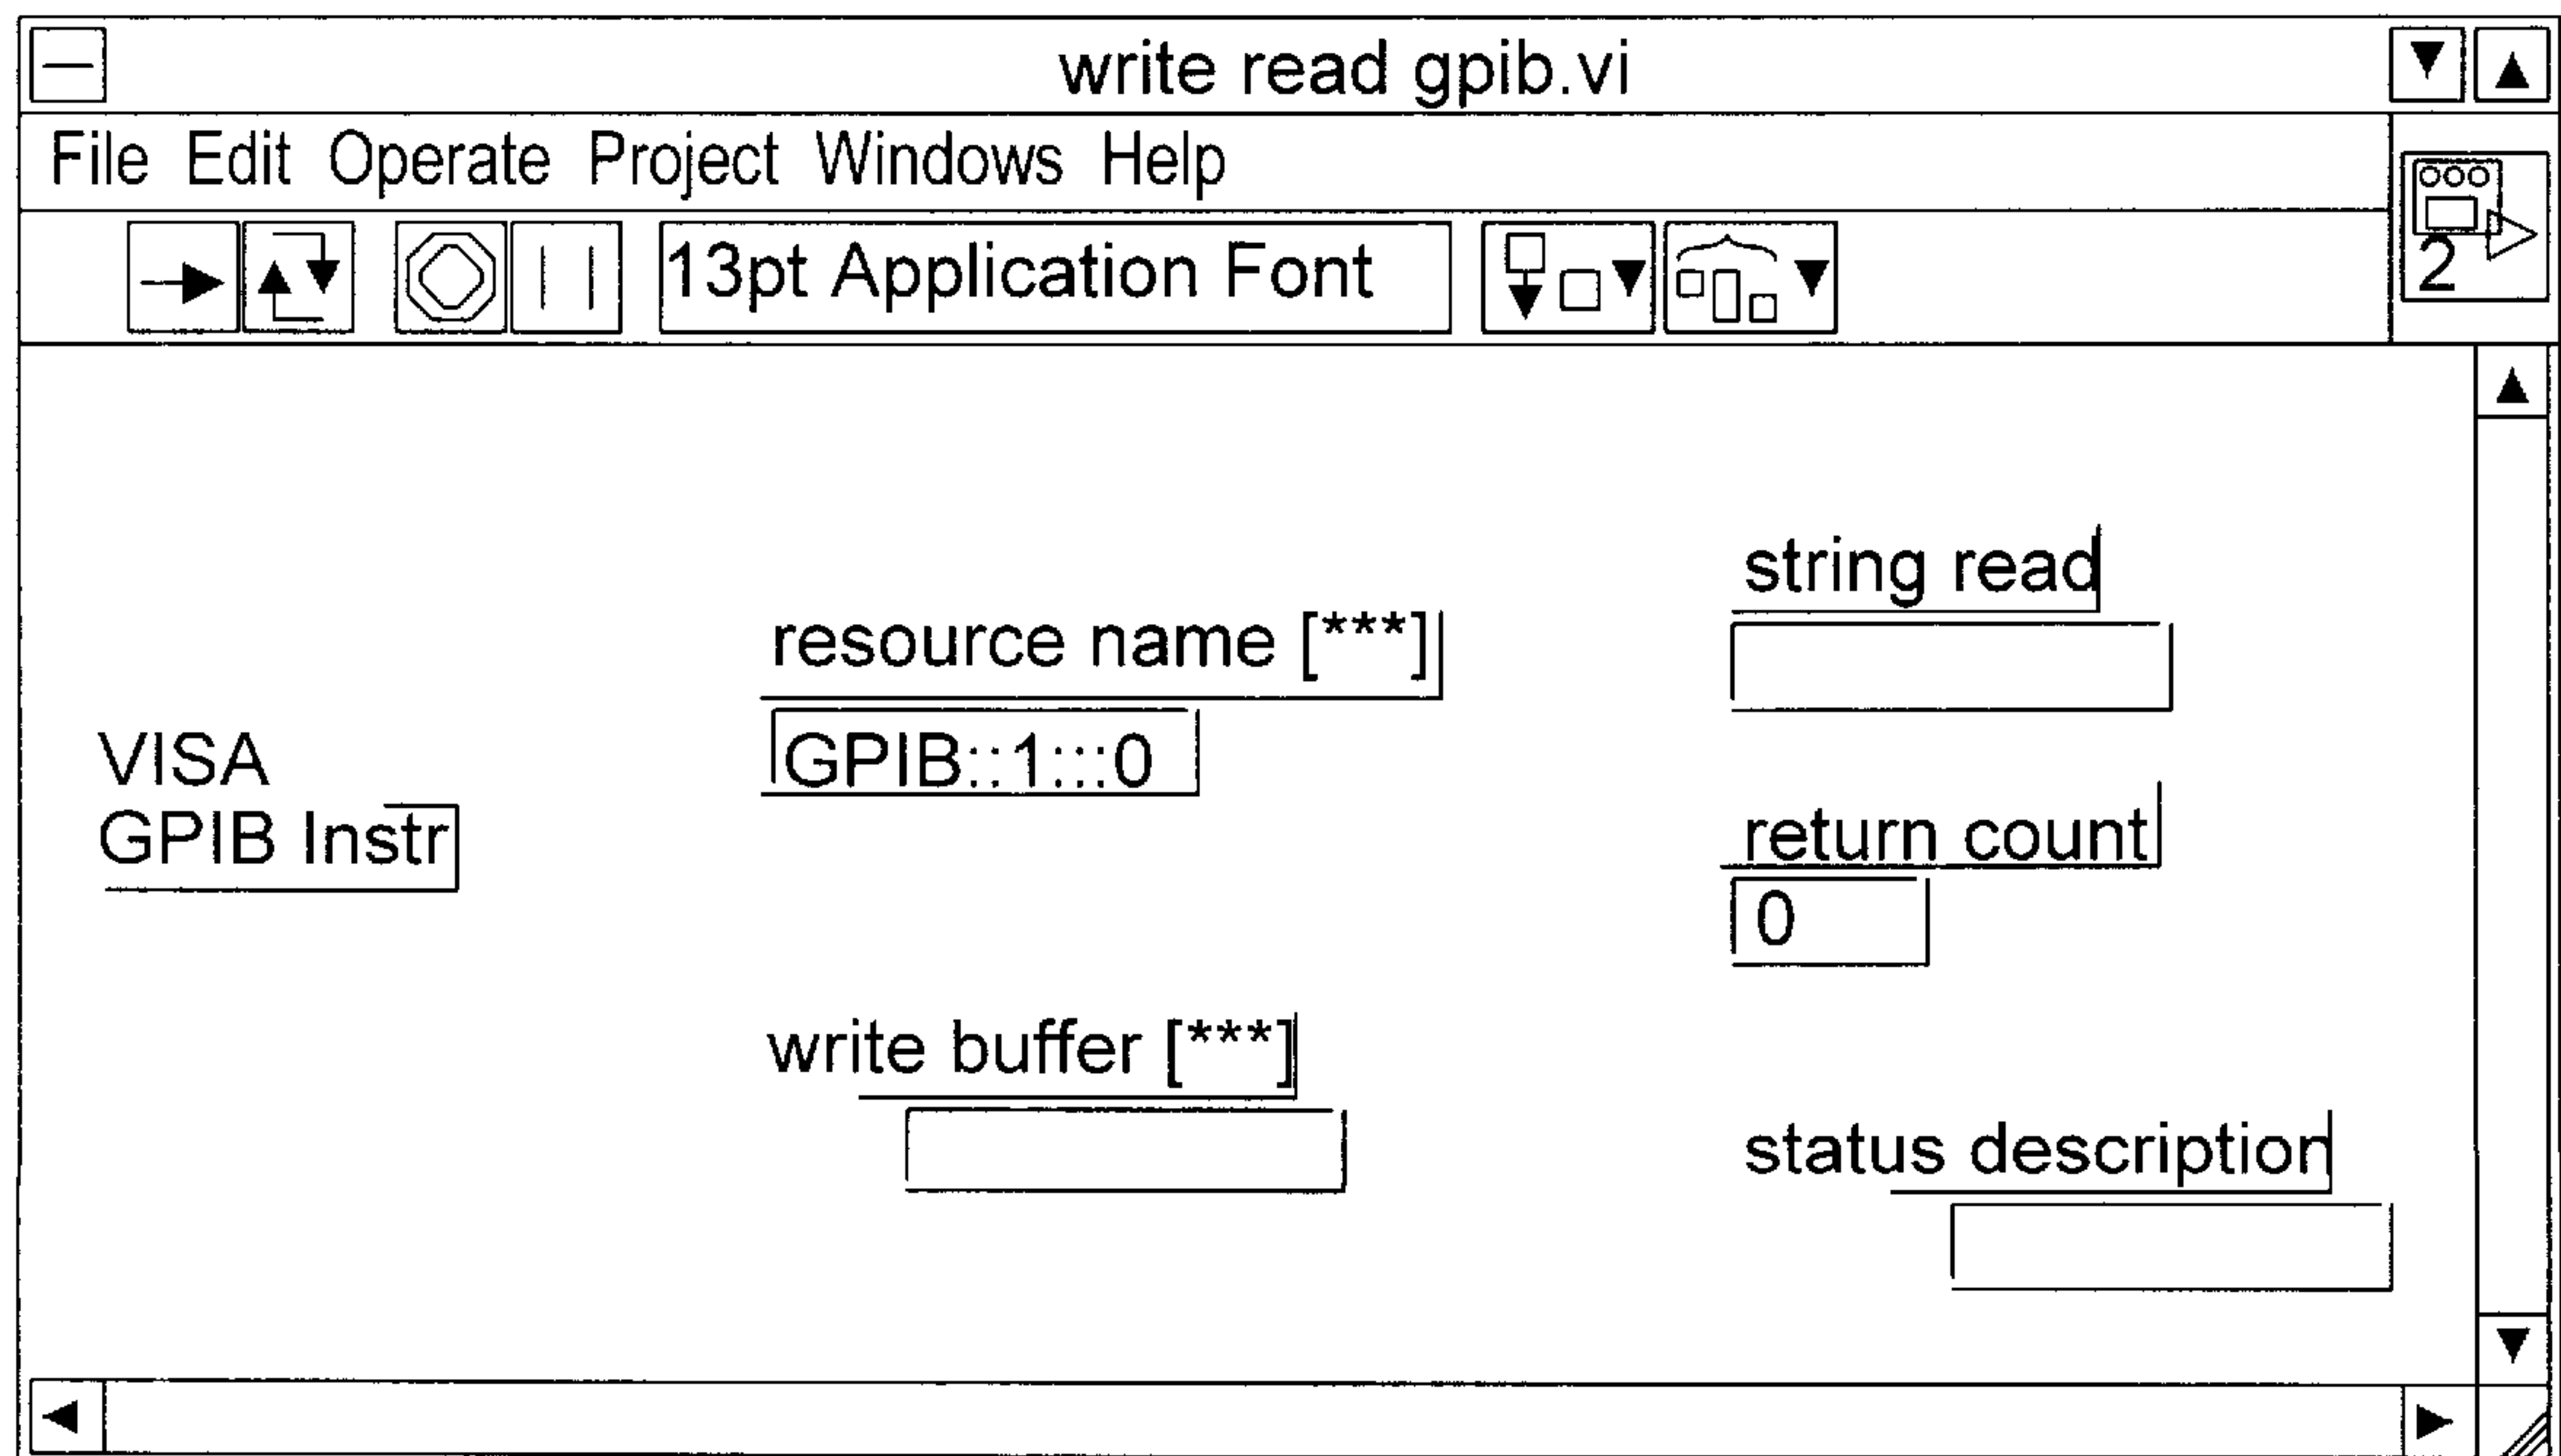 write read gpib.vi
File Edit Operate Project Windows Help
13pt Application Font
2
string read
resource name [***]
GPIB::1:::0
VISA
GPIB Instr
return count
0
write buffer [***]
status description